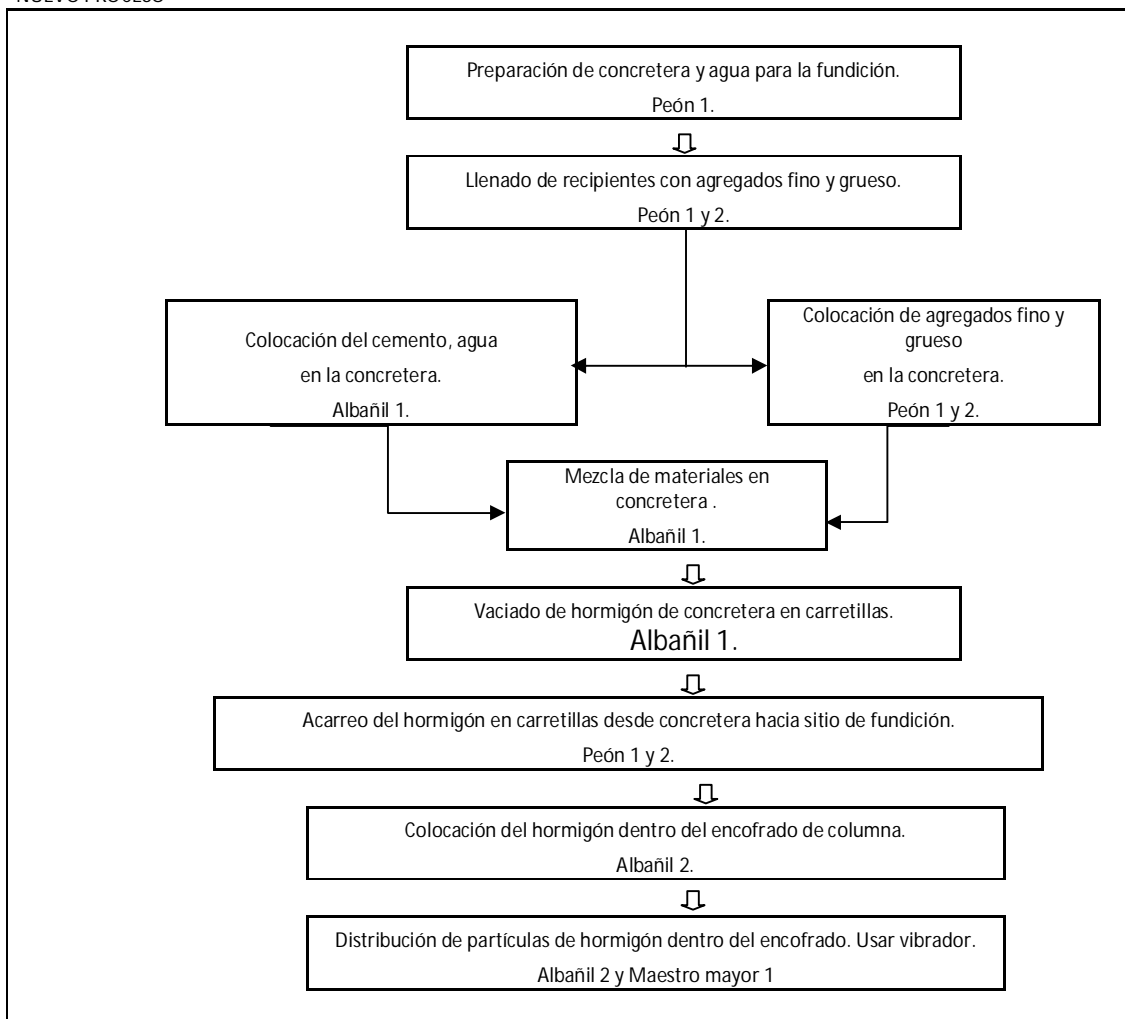 NUEVO PROCESO
Preparación de concretera y agua para la fundición.
Peón 1.
Llenado de recipientes con agregados fino y grueso.
Peón 1 y 2.
Colocación del cemento, agua
en la concretera.
Albañil 1.
Colocación de agregados fino y
grueso
en la concretera.
Peón 1 y 2.
Mezcla de materiales en
concretera .
Albañil 1.
Vaciado de hormigón de concretera en carretillas.
Albañil 1.
Acarreo del hormigón en carretillas desde concretera hacia sitio de fundición.
Peón 1 y 2.
Colocación del hormigón dentro del encofrado de columna.
Albañil 2.
Distribución de partículas de hormigón dentro del encofrado. Usar vibrador.
Albañil 2 y Maestro mayor 1